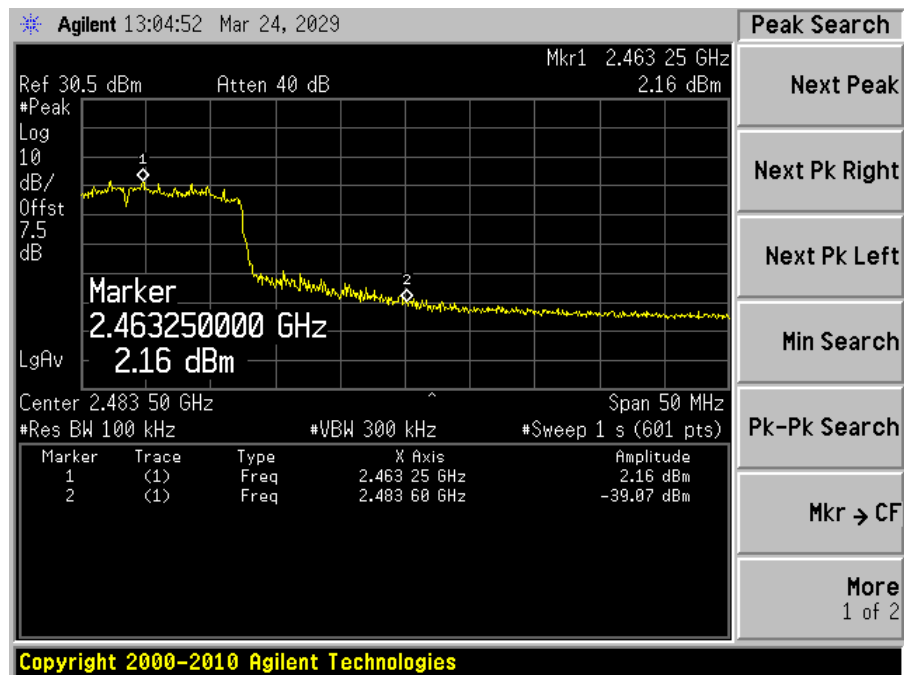 Agilent 13:04:52 Mar 24, 2029
Peak Search
Mkr1 2.463 25 GHz
Ref 30.5 dBm Atten 40 dB 2.16 dBm
#Peak
Log
10
dB/
Offst
7.5
dB
LgAv
1
2
Marker
2.463250000 GHz
2.16 dBm
Center 2.483 50 GHz ^ Span 50 MHz
#Res BW 100 kHz #VBW 300 kHz #Sweep 1 s (601 pts)
Marker Trace Type X Axis Amplitude
1 (1) Freq 2.463 25 GHz 2.16 dBm
2 (1) Freq 2.483 60 GHz -39.07 dBm
Next Peak
Next Pk Right
Next Pk Left
Min Search
Pk-Pk Search
Mkr → CF
More
1 of 2
Copyright 2000-2010 Agilent Technologies